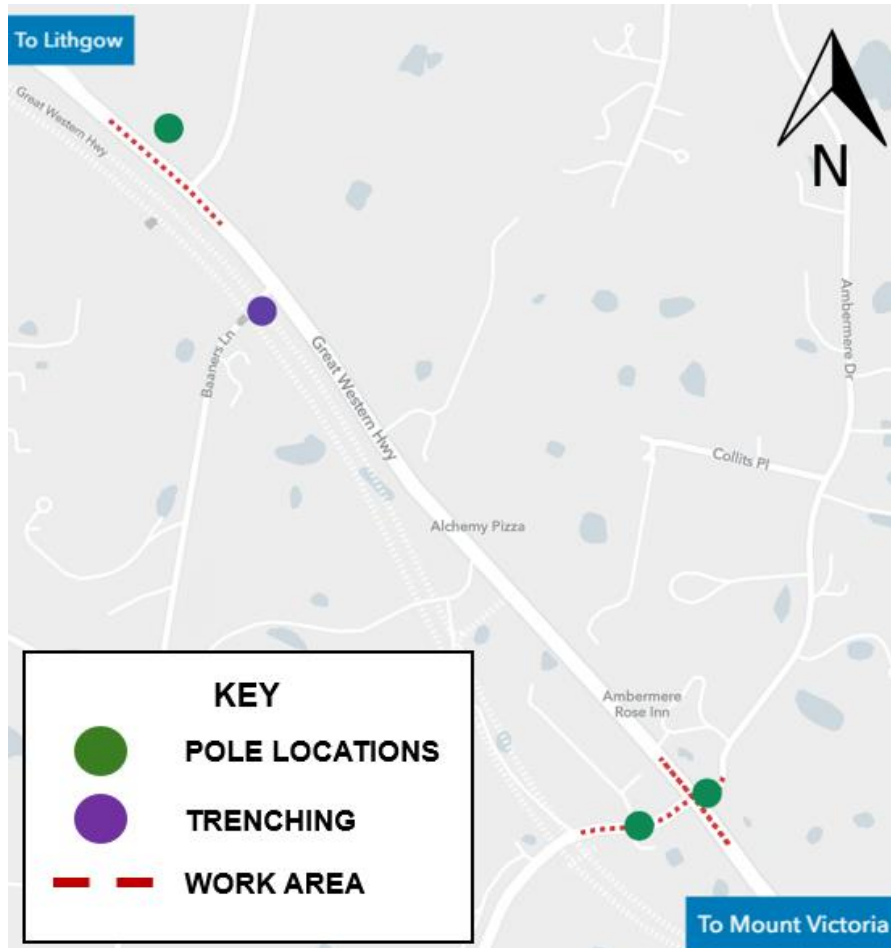 To Lithgow
Great Western Hwy
N
Ambermere Dr
Baaners Ln
Great Western Hwy
Collits Pl
Alchemy Pizza
Ambermere
Rose Inn
KEY
POLE LOCATIONS
TRENCHING
WORK AREA
To Mount Victoria